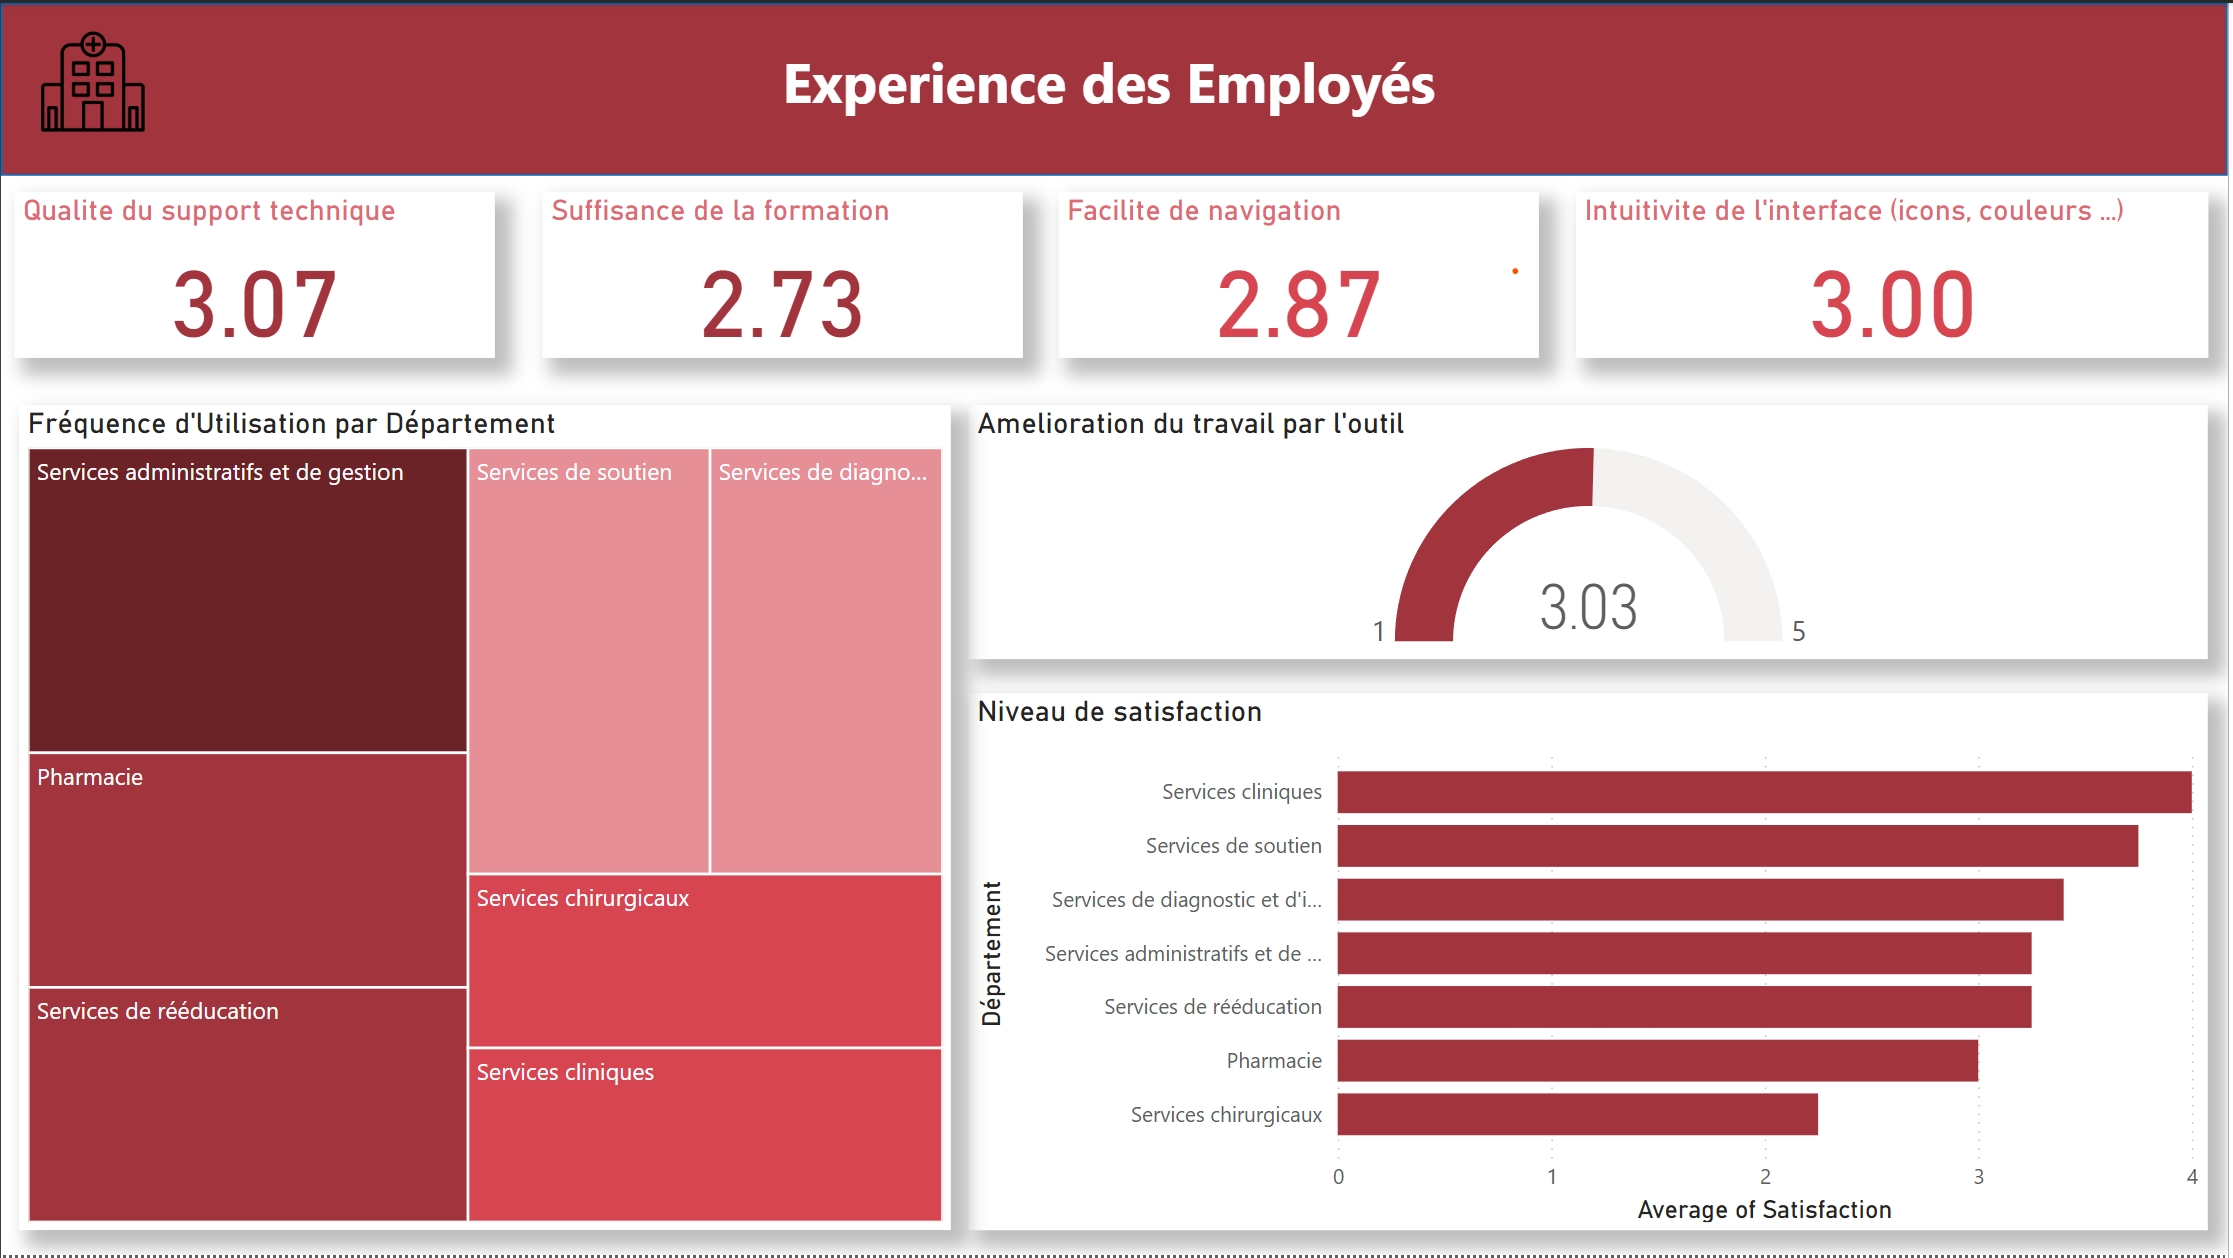 Experience des Employés
Qualite du support technique
3.07
Suffisance de la formation
2.73
Facilite de navigation
2.87
Intuitivite de l'interface (icons, couleurs ...)
3.00
Fréquence d'Utilisation par Département
Services administratifs et de gestion
Pharmacie
Services de rééducation
Services de soutien
Services de diagno...
Services chirurgicaux
Services cliniques
Amelioration du travail par l'outil
1
3.03
5
Niveau de satisfaction
Département
Services cliniques
Services de soutien
Services de diagnostic et d'i...
Services administratifs et de ...
Services de rééducation
Pharmacie
Services chirurgicaux
0 1 2 3 4
Average of Satisfaction